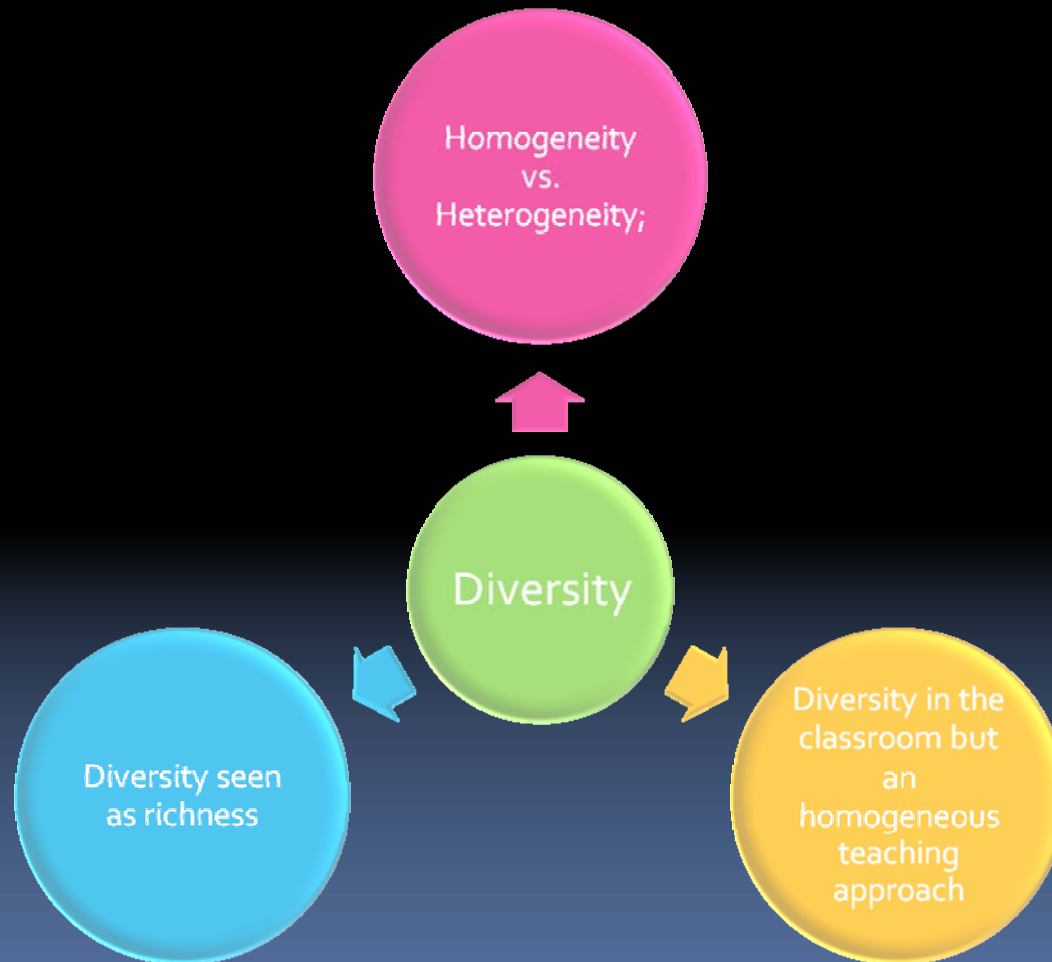 Homogeneity
vs.
Heterogeneity;
Diversity
Diversity seen
as richness
Diversity in the
classroom but
an
homogeneous
teaching
approach